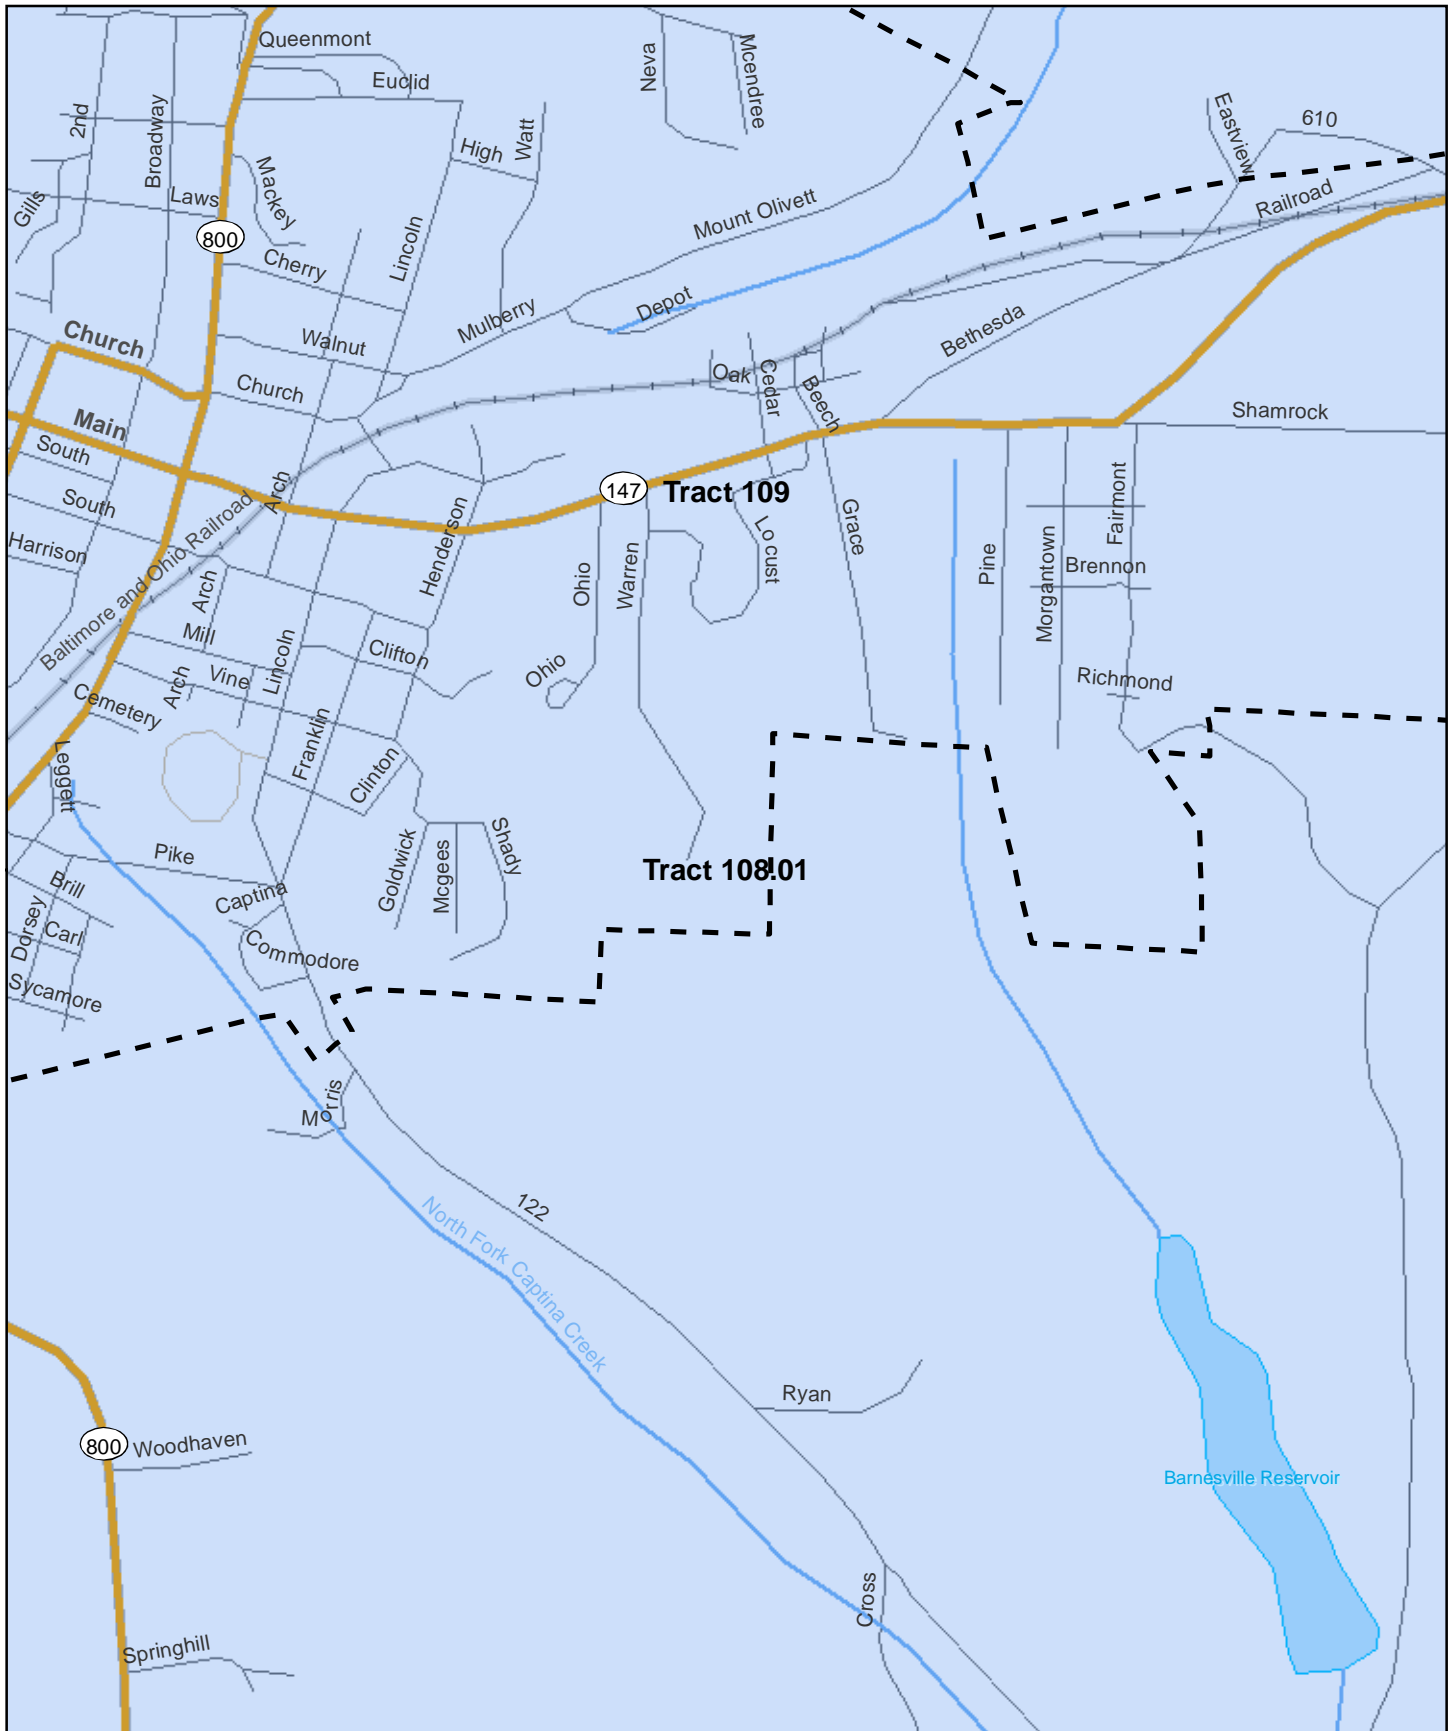 Queenmont
Euclid
Neva
Mcendree
2nd
Broadway
High
Watt
Eastview
610
Mackey
Laws
Gills
800
Lincoln
Mount Olivett
Railroad
Cherry
Depot
Mulberry
Church
Walnut
Bethesda
Church
Oak
Cedar
Beech
Main
Shamrock
South
147
Tract 109
Arch
South
Harrison
Baltimore and Ohio Railroad
Henderson
Locust
Grace
Fairmont
Pine
Morgantown
Brennon
Arch
Ohio
Warren
Mill
Lincoln
Clifton
Vine
Arch
Ohio
Richmond
Cemetery
Franklin
Leggett
Clinton
Pike
Goldwick
Mcgees
Shady
Tract 108.01
Brill
Captina
Dorsey
Carl
Commodore
Sycamore
Morris
122
North Fork Captina Creek
Ryan
800
Woodhaven
Barnesville Reservoir
Cross
Springhill